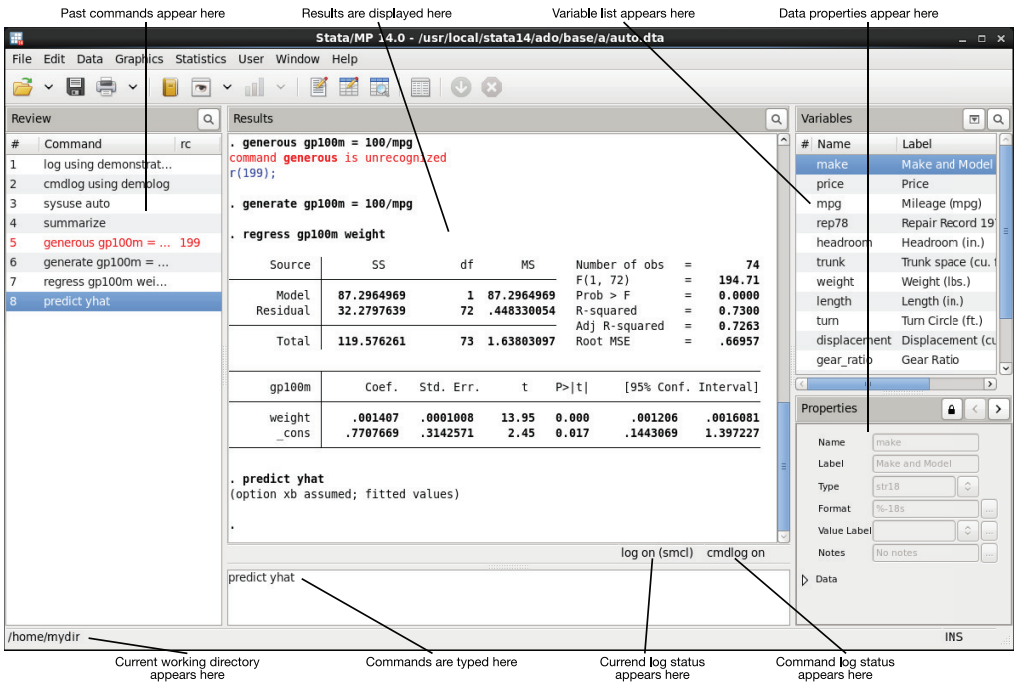 Past commands appear here
Results are displayed here
Variable list appears here
Data properties appear here
Stata/MP 14.0 - /usr/local/stata14/ado/base/a/auto.dta
File Edit Data Graphics Statistics User Window Help
Review
# Command rc
1 log using demonstrat...
2 cmdlog using demolog
3 sysuse auto
4 summarize
5 generous gp100m = ... 199
6 generate gp100m = ...
7 regress gp100m wei...
8 predict yhat
Results
. generous gp100m = 100/mpg
command generous is unrecognized
r(199);
. generate gp100m = 100/mpg
. regress gp100m weight
Source SS df MS Number of obs = 74
F(1, 72) = 194.71
Model 87.2964969 1 87.2964969 Prob > F = 0.0000
Residual 32.2797639 72 .448330054 R-squared = 0.7300
Adj R-squared = 0.7263
Total 119.576261 73 1.63803097 Root MSE = .66957
gp100m Coef. Std. Err. t P>|t| [95% Conf. Interval]
weight .001407 .0001008 13.95 0.000 .001206 .0016081
_cons .7707669 .3142571 2.45 0.017 .1443069 1.397227
. predict yhat
(option xb assumed; fitted values)
.
log on (smcl) cmdlog on
predict yhat
Variables
# Name Label
make Make and Model
price Price
mpg Mileage (mpg)
rep78 Repair Record 19
headroom Headroom (in.)
trunk Trunk space (cu.
weight Weight (lbs.)
length Length (in.)
turn Turn Circle (ft.)
displacement Displacement (cu
gear_ratio Gear Ratio
Properties
Name make
Label Make and Model
Type str18
Format %-18s
Value Label
Notes No notes
Data
/home/mydir
INS
Current working directory
appears here
Commands are typed here
Currend log status
appears here
Command log status
appears here